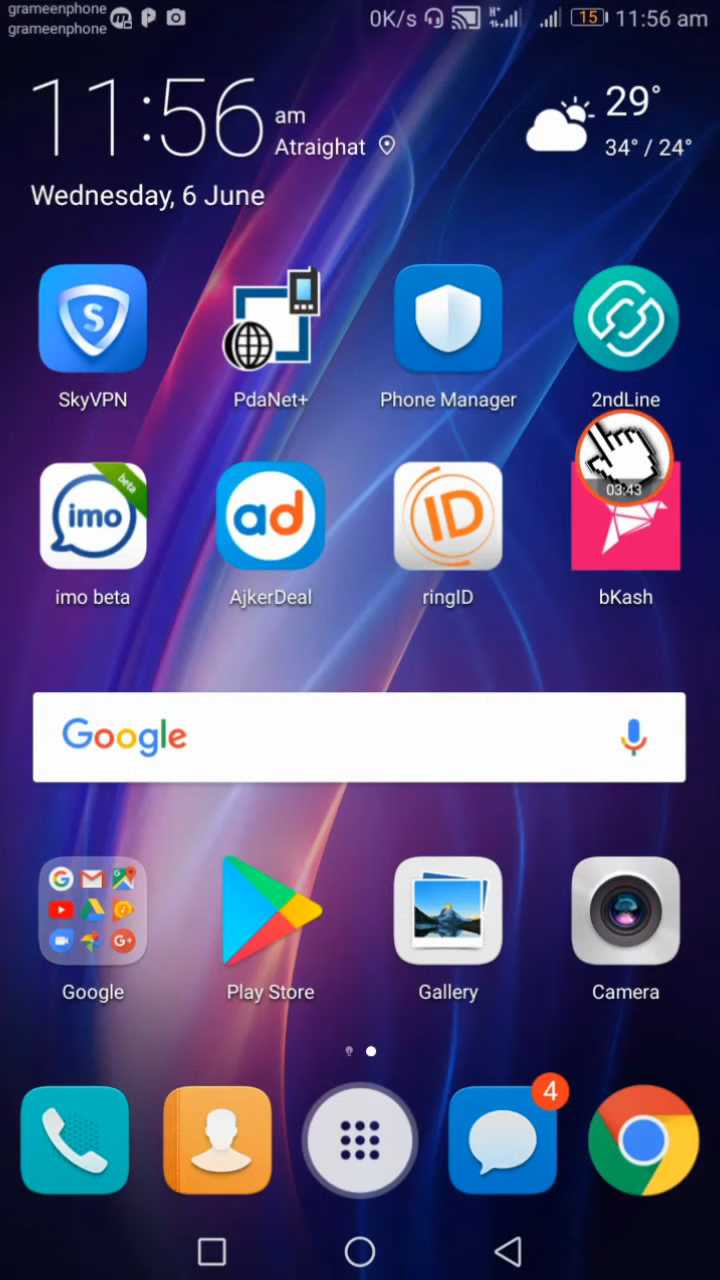 grameenphone
grameenphone
0K/s H+ 15 11:56 am
11:56 am
Atraighat
29°
34° / 24°
Wednesday, 6 June
S
SkyVPN
PdaNet+
Phone Manager
2ndLine
03:43
beta
imo
ad
ID
imo beta
AjkerDeal
ringID
bKash
Google
G
G+
Google
Play Store
Gallery
Camera
4